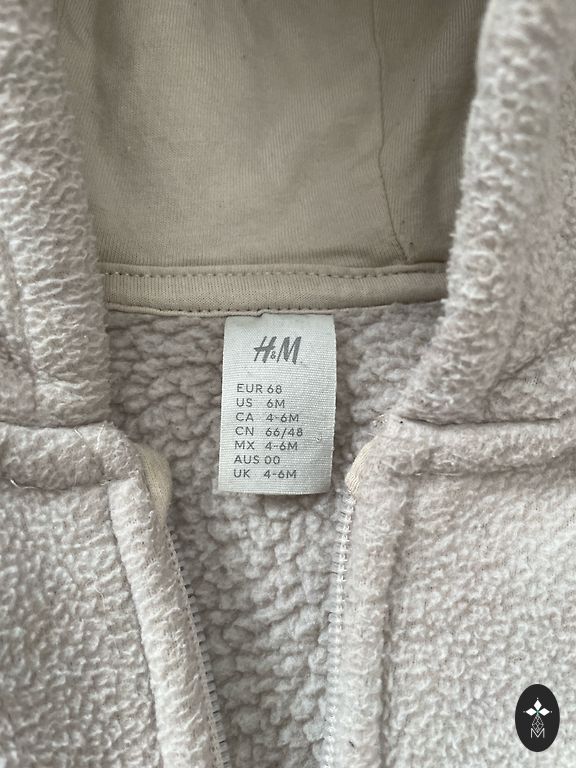 H&M
EUR 68
US 6M
CA 4-6M
CN 66/48
MX 4-6M
AUS 00
UK 4-6M
M